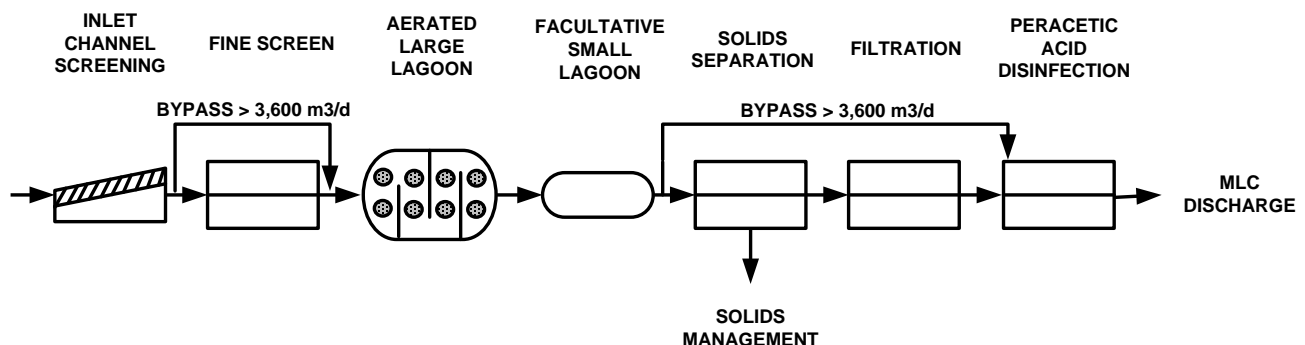 INLET
CHANNEL
SCREENING
FINE SCREEN
AERATED
LARGE
LAGOON
FACULTATIVE
SMALL
LAGOON
SOLIDS
SEPARATION
FILTRATION
PERACETIC
ACID
DISINFECTION
BYPASS > 3,600 m3/d
BYPASS > 3,600 m3/d
MLC
DISCHARGE
SOLIDS
MANAGEMENT